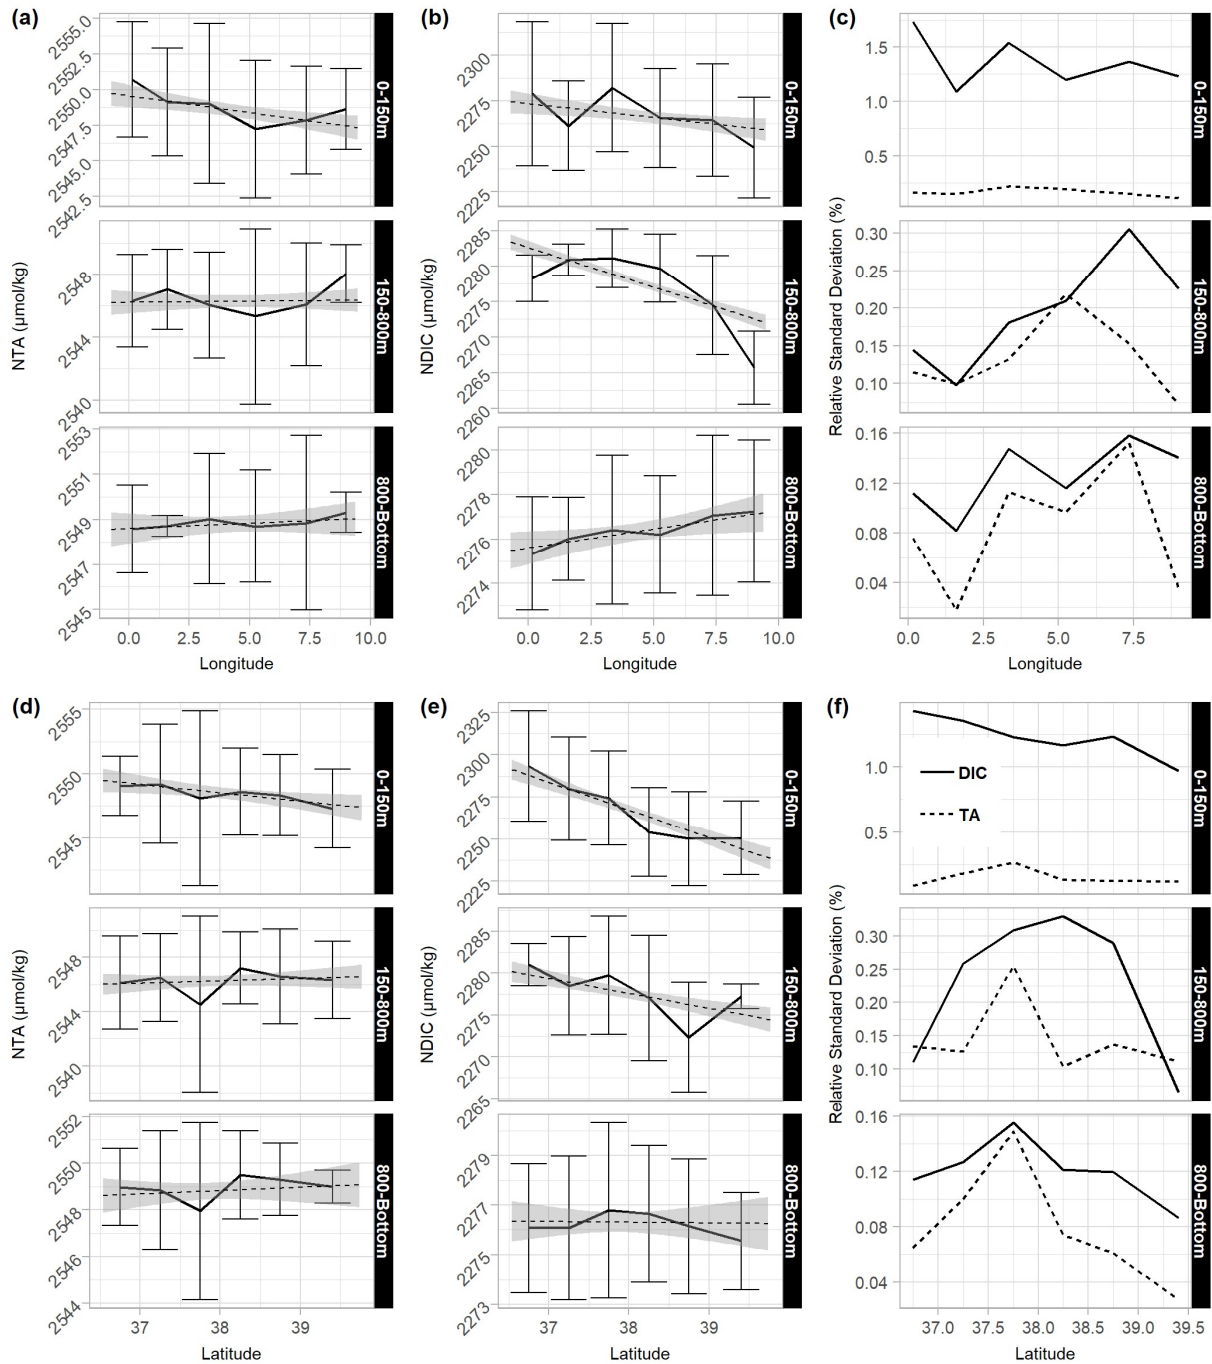 (a)
NTA (μmol/kg)
2555.0
2552.5
2550.0
2547.5
2545.0
2542.5
0-150m
2548
2544
2540
150-800m
2553
2551
2549
2547
2545
800-Bottom
0.0 2.5 5.0 7.5 10.0
Longitude
(b)
NDIC (μmol/kg)
2300
2275
2250
2225
0-150m
2285
2280
2275
2270
2265
2260
150-800m
2280
2278
2276
2274
800-Bottom
0.0 2.5 5.0 7.5 10.0
Longitude
(c)
Relative Standard Deviation (%)
1.5
1.0
0.5
0-150m
0.30
0.25
0.20
0.15
0.10
150-800m
0.16
0.12
0.08
0.04
800-Bottom
0.0 2.5 5.0 7.5
Longitude
(d)
NTA (μmol/kg)
2555
2550
2545
0-150m
2548
2544
2540
150-800m
2552
2550
2548
2546
2544
800-Bottom
37 38 39
Latitude
(e)
NDIC (μmol/kg)
2325
2300
2275
2250
2225
0-150m
2285
2280
2275
2270
2265
150-800m
2279
2277
2275
2273
800-Bottom
37 38 39
Latitude
(f)
Relative Standard Deviation (%)
1.0
0.5
DIC
TA
0-150m
0.30
0.25
0.20
0.15
0.10
150-800m
0.16
0.12
0.08
0.04
800-Bottom
37.0 37.5 38.0 38.5 39.0 39.5
Latitude